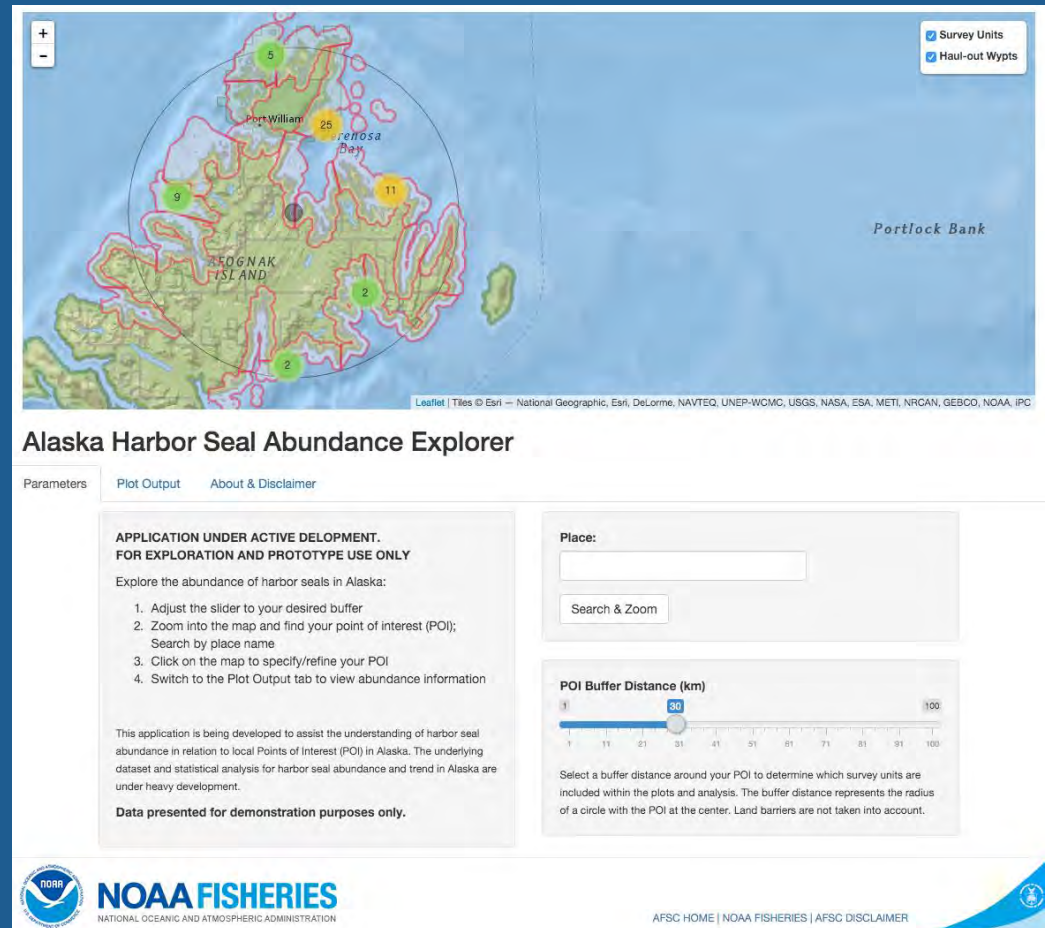 +
-
Survey Units
Haul-out Wypts
5
Port William
25
Bay
9
11
AFOGNAK
ISLAND
2
2
Portlock Bank
Leaflet | Tiles © Esri — National Geographic, Esri, DeLorme, NAVTEQ, UNEP-WCMC, USGS, NASA, ESA, METI, NRCAN, GEBCO, NOAA, iPC
Alaska Harbor Seal Abundance Explorer
Parameters
Plot Output
About & Disclaimer
APPLICATION UNDER ACTIVE DELOPMENT.
FOR EXPLORATION AND PROTOTYPE USE ONLY
Explore the abundance of harbor seals in Alaska:
1. Adjust the slider to your desired buffer
2. Zoom into the map and find your point of interest (POI);
Search by place name
3. Click on the map to specify/refine your POI
4. Switch to the Plot Output tab to view abundance information
This application is being developed to assist the understanding of harbor seal
abundance in relation to local Points of Interest (POI) in Alaska. The underlying
dataset and statistical analysis for harbor seal abundance and trend in Alaska are
under heavy development.
Data presented for demonstration purposes only.
Place:
Search & Zoom
POI Buffer Distance (km)
1
30
100
1 11 21 31 41 51 61 71 81 91 100
Select a buffer distance around your POI to determine which survey units are
included within the plots and analysis. The buffer distance represents the radius
of a circle with the POI at the center. Land barriers are not taken into account.
NOAA
NOAA FISHERIES
NATIONAL OCEANIC AND ATMOSPHERIC ADMINISTRATION
AFSC HOME | NOAA FISHERIES | AFSC DISCLAIMER